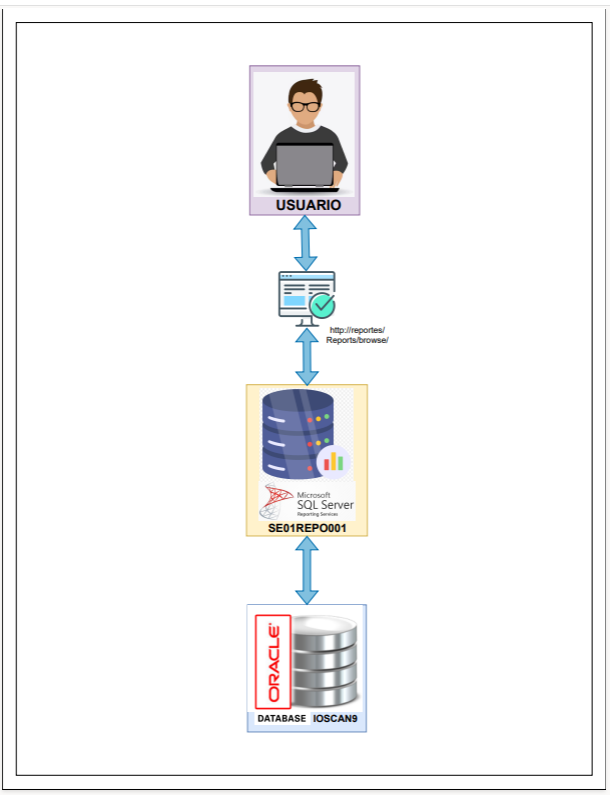 USUARIO
http://reportes/
Reports/browse/
Microsoft
SQL Server
Reporting Services
SE01REPO001
ORACLE
DATABASE IOSCAN9